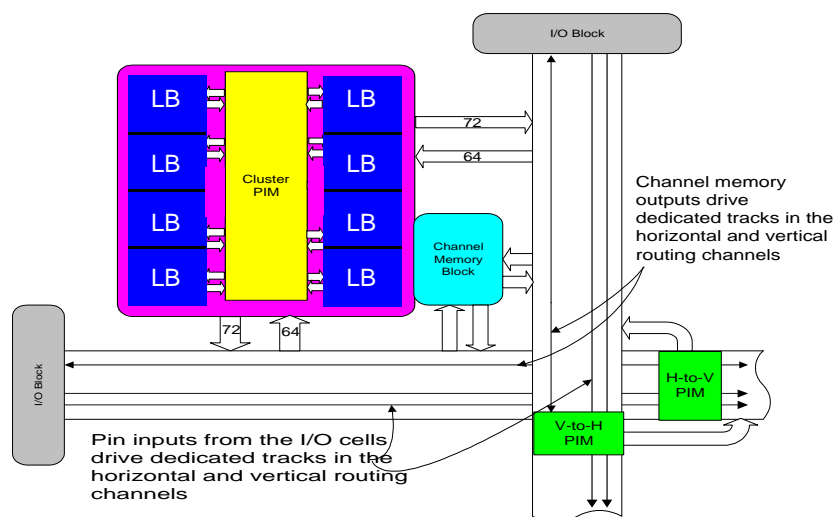 I/O Block
LB
LB
LB
LB
LB
LB
LB
LB
Cluster
PIM
72
64
Channel memory
outputs drive
dedicated tracks in the
horizontal and vertical
routing channels
Channel
Memory
Block
72
64
I/O Block
H-to-V
PIM
V-to-H
PIM
Pin inputs from the I/O cells
drive dedicated tracks in the
horizontal and vertical routing
channels